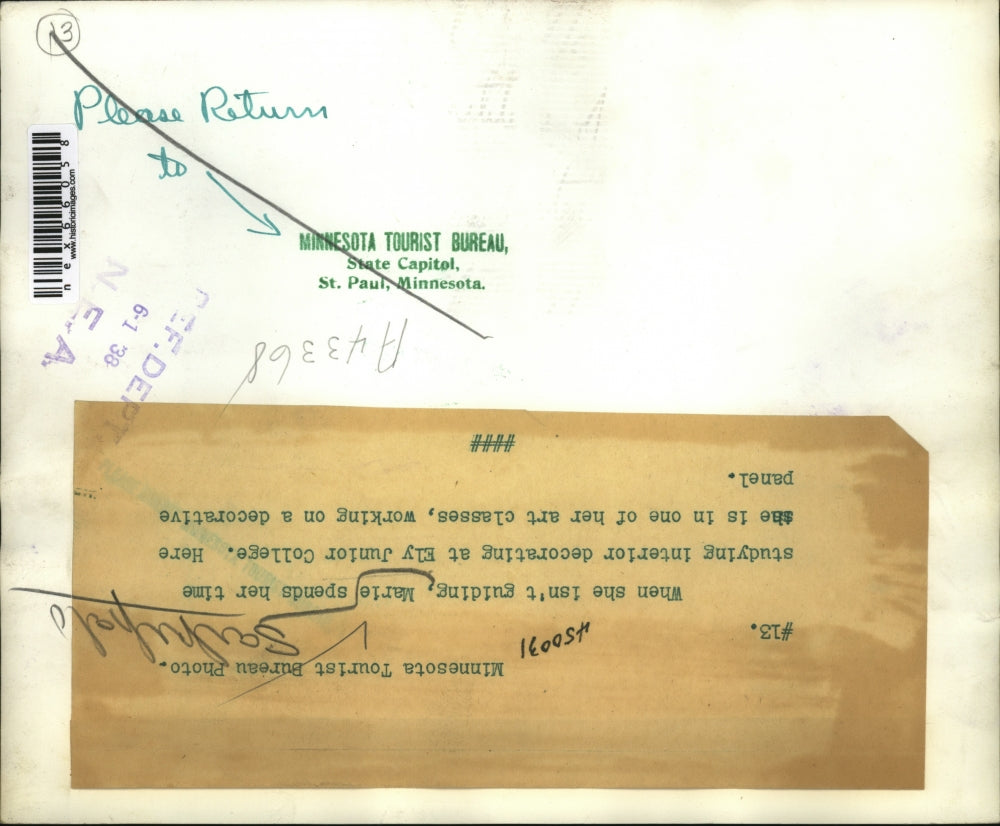 13
Please Return
to
MINNESOTA TOURIST BUREAU,
State Capitol,
St. Paul, Minnesota.
nex66058
www.historicimages.com
REF. DEPT
6-1 '38
N.E.A
A43368
Minnesota Tourist Bureau Photo.
#13.
450031
When she isn't guiding, Marie spends her time
studying interior decorating at Ely Junior College. Here
she is in one of her art classes, working on a decorative
panel.
####